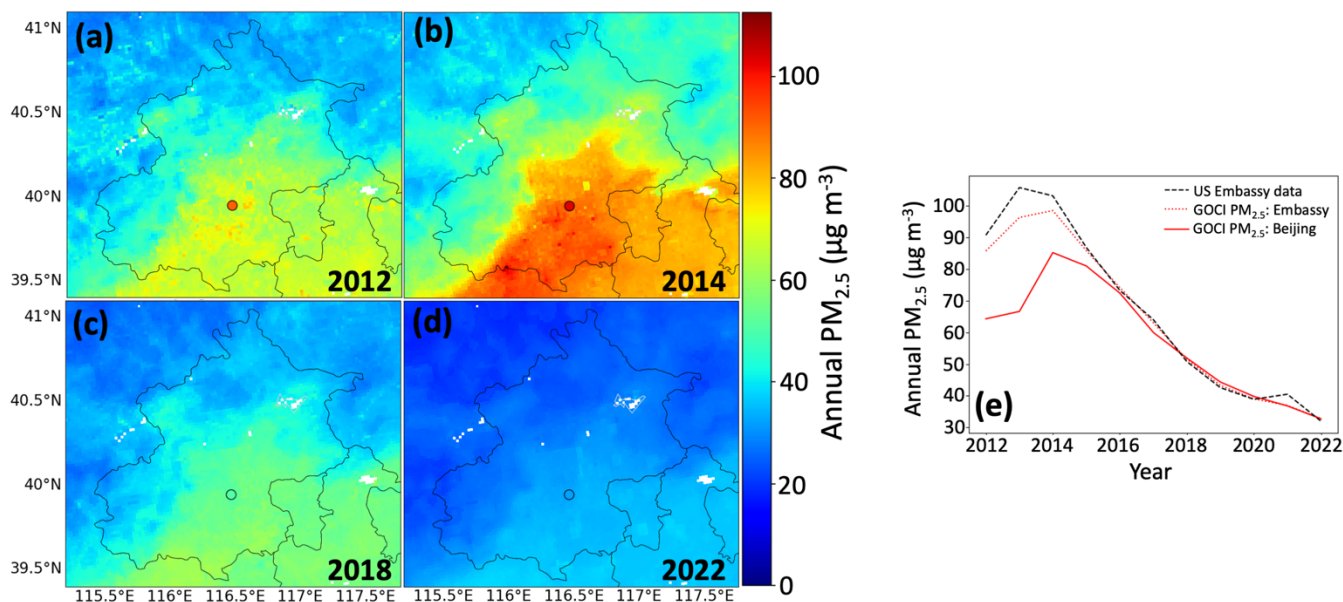 (a)
(b)
2012
2014
(c)
(d)
2018
2022
41°N
40.5°N
40°N
39.5°N
41°N
40.5°N
40°N
39.5°N
115.5°E 116°E 116.5°E 117°E 117.5°E
115.5°E 116°E 116.5°E 117°E 117.5°E
100
80
60
40
20
0
Annual PM2.5 (μg m⁻³)
US Embassy data
GOCI PM2.5: Embassy
GOCI PM2.5: Beijing
(e)
100
90
80
70
60
50
40
30
Annual PM2.5 (μg m⁻³)
2012 2014 2016 2018 2020 2022
Year